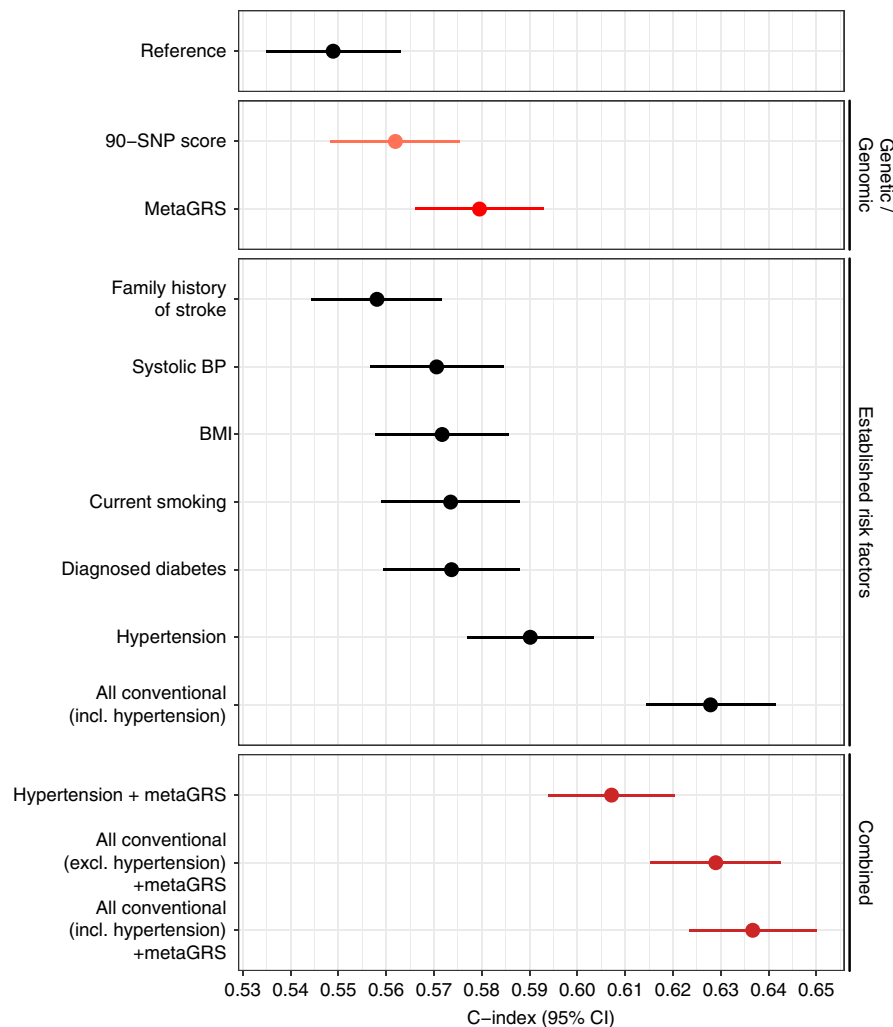 Reference
90−SNP score
MetaGRS
Genetic /
Genomic
Family history
of stroke
Systolic BP
BMI
Current smoking
Diagnosed diabetes
Hypertension
All conventional
(incl. hypertension)
Established risk factors
Hypertension + metaGRS
All conventional
(excl. hypertension)
+metaGRS
All conventional
(incl. hypertension)
+metaGRS
Combined
0.53 0.54 0.55 0.56 0.57 0.58 0.59 0.60 0.61 0.62 0.63 0.64 0.65
C−index (95% CI)